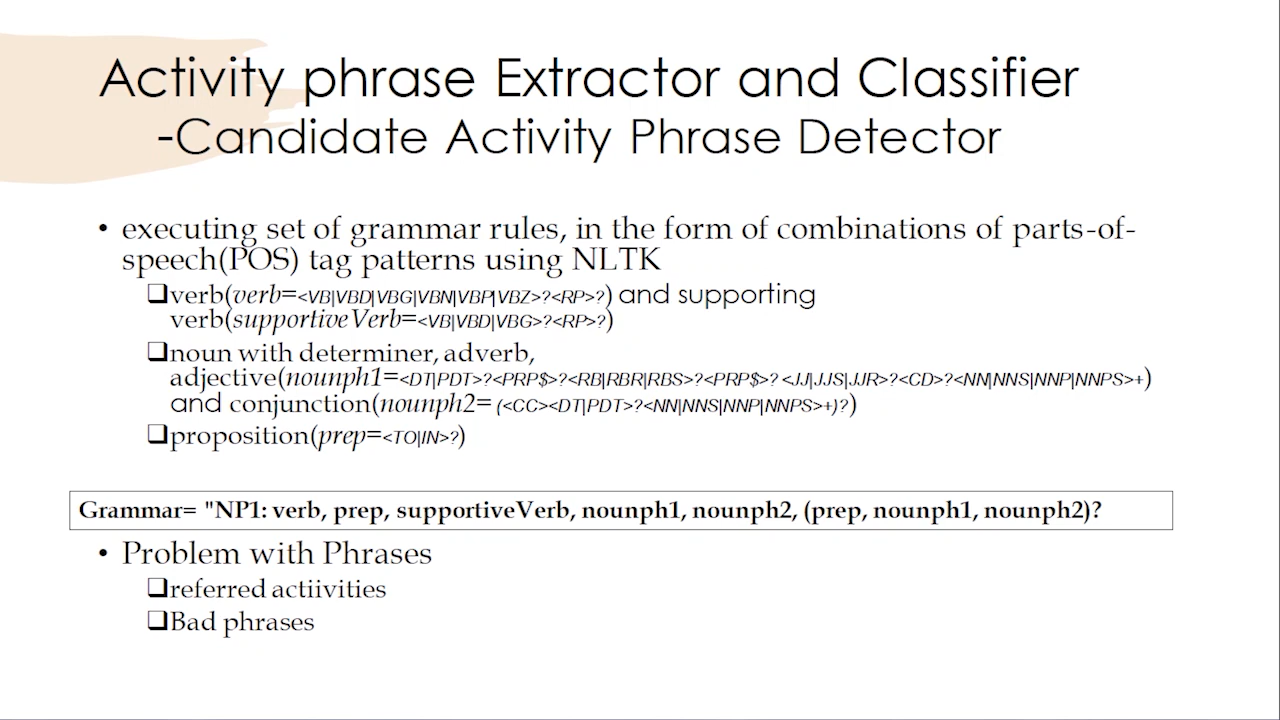 Activity phrase Extractor and Classifier
-Candidate Activity Phrase Detector
• executing set of grammar rules, in the form of combinations of parts-of-
speech(POS) tag patterns using NLTK
❑verb(verb=<VB|VBD|VBG|VBN|VBP|VBZ>?<RP>?) and supporting
verb(supportiveVerb=<VB|VBD|VBG>?<RP>?)
❑noun with determiner, adverb,
adjective(nounph1=<DT|PDT>?<PRP$>?<RB|RBR|RBS>?<PRP$>? <JJ|JJS|JJR>?<CD>?<NN|NNS|NNP|NNPS>+)
and conjunction(nounph2= (<CC><DT|PDT>?<NN|NNS|NNP|NNPS>+)?)
❑proposition(prep=<TO|IN>?)
Grammar= "NP1: verb, prep, supportiveVerb, nounph1, nounph2, (prep, nounph1, nounph2)?
• Problem with Phrases
❑referred actiivities
❑Bad phrases